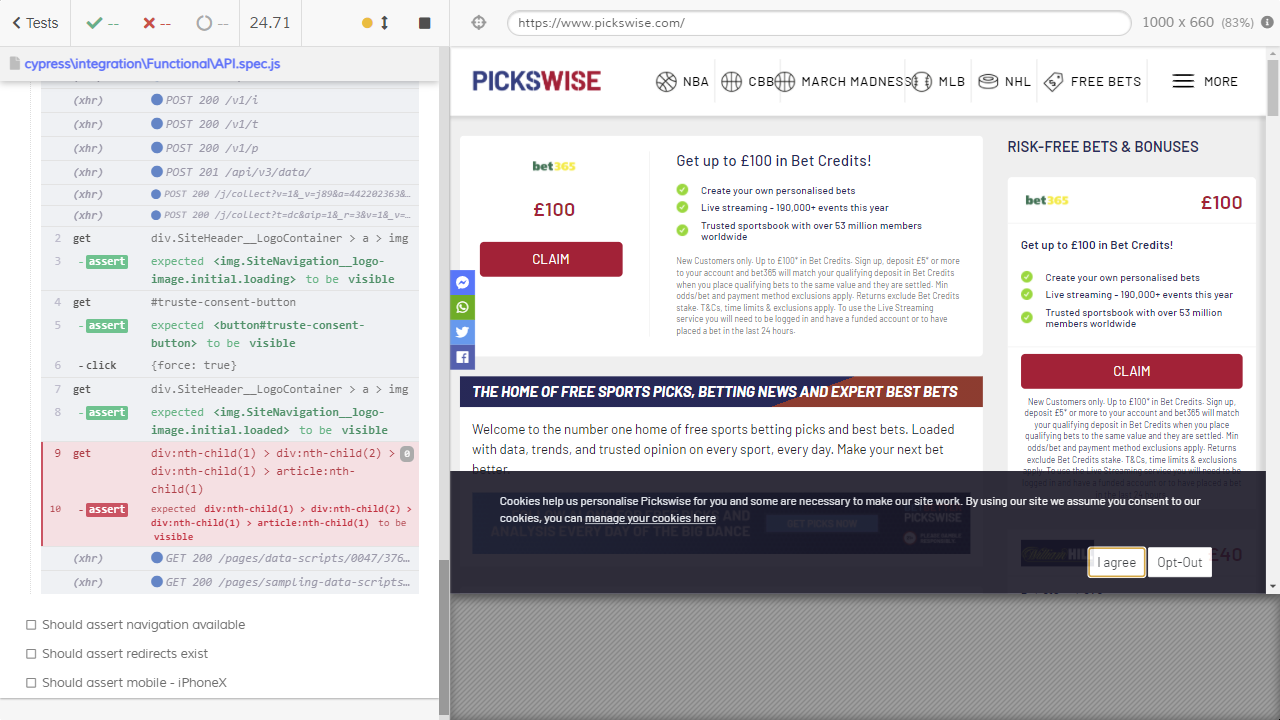 Tests
--
--
--
24.71
https://www.pickswise.com/
1000 x 660 (83%)
cypress\integration\Functional\API.spec.js
(xhr) POST 200 /v1/i
(xhr) POST 200 /v1/t
(xhr) POST 200 /v1/p
(xhr) POST 201 /api/v3/data/
(xhr) POST 200 /j/collect?v=1&_v=j89&a=442202363&…
(xhr) POST 200 /j/collect?t=dc&aip=1&_r=3&v=1&_v=…
2 get div.SiteHeader__LogoContainer > a > img
3 -assert expected <img.SiteNavigation__logo-
image.initial.loading> to be visible
4 get #truste-consent-button
5 -assert expected <button#truste-consent-
button> to be visible
6 -click {force: true}
7 get div.SiteHeader__LogoContainer > a > img
8 -assert expected <img.SiteNavigation__logo-
image.initial.loaded> to be visible
9 get div:nth-child(1) > div:nth-child(2) > 0
div:nth-child(1) > article:nth-
child(1)
10 -assert expected div:nth-child(1) > div:nth-child(2) >
div:nth-child(1) > article:nth-child(1) to be
visible
(xhr) GET 200 /pages/data-scripts/0047/376…
(xhr) GET 200 /pages/sampling-data-scripts…
Should assert navigation available
Should assert redirects exist
Should assert mobile - iPhoneX
PICKSWISE
NBA
CBB
MARCH MADNESS
MLB
NHL
FREE BETS
MORE
bet365
£100
CLAIM
Get up to £100 in Bet Credits!
Create your own personalised bets
Live streaming - 190,000+ events this year
Trusted sportsbook with over 53 million members
worldwide
New Customers only. Up to £100* in Bet Credits. Sign up, deposit £5* or more
to your account and bet365 will match your qualifying deposit in Bet Credits
when you place qualifying bets to the same value and they are settled. Min
odds/bet and payment method exclusions apply. Returns exclude Bet Credits
stake. T&Cs, time limits & exclusions apply. To use the Live Streaming
service you will need to be logged in and have a funded account or to have
placed a bet in the last 24 hours.
THE HOME OF FREE SPORTS PICKS, BETTING NEWS AND EXPERT BEST BETS
Welcome to the number one home of free sports betting picks and best bets. Loaded
with data, trends, and trusted opinion on every sport, every day. Make your next bet
better.
RISK-FREE BETS & BONUSES
bet365
£100
Get up to £100 in Bet Credits!
Create your own personalised bets
Live streaming - 190,000+ events this year
Trusted sportsbook with over 53 million
members worldwide
CLAIM
New Customers only. Up to £100* in Bet Credits. Sign up,
deposit £5* or more to your account and bet365 will match
your qualifying deposit in Bet Credits when you place
qualifying bets to the same value and they are settled. Min
odds/bet and payment method exclusions apply. Returns
exclude Bet Credits stake. T&Cs, time limits & exclusions
apply. To use the Live Streaming service you will need to be
Cookies help us personalise Pickswise for you and some are necessary to make our site work. By using our site we assume you consent to our
cookies, you can manage your cookies here
AND
ANALYSIS EVERY DAY OF THE BIG DANCE
GET PICKS NOW
PICKSWISE
£40
I agree
Opt-Out